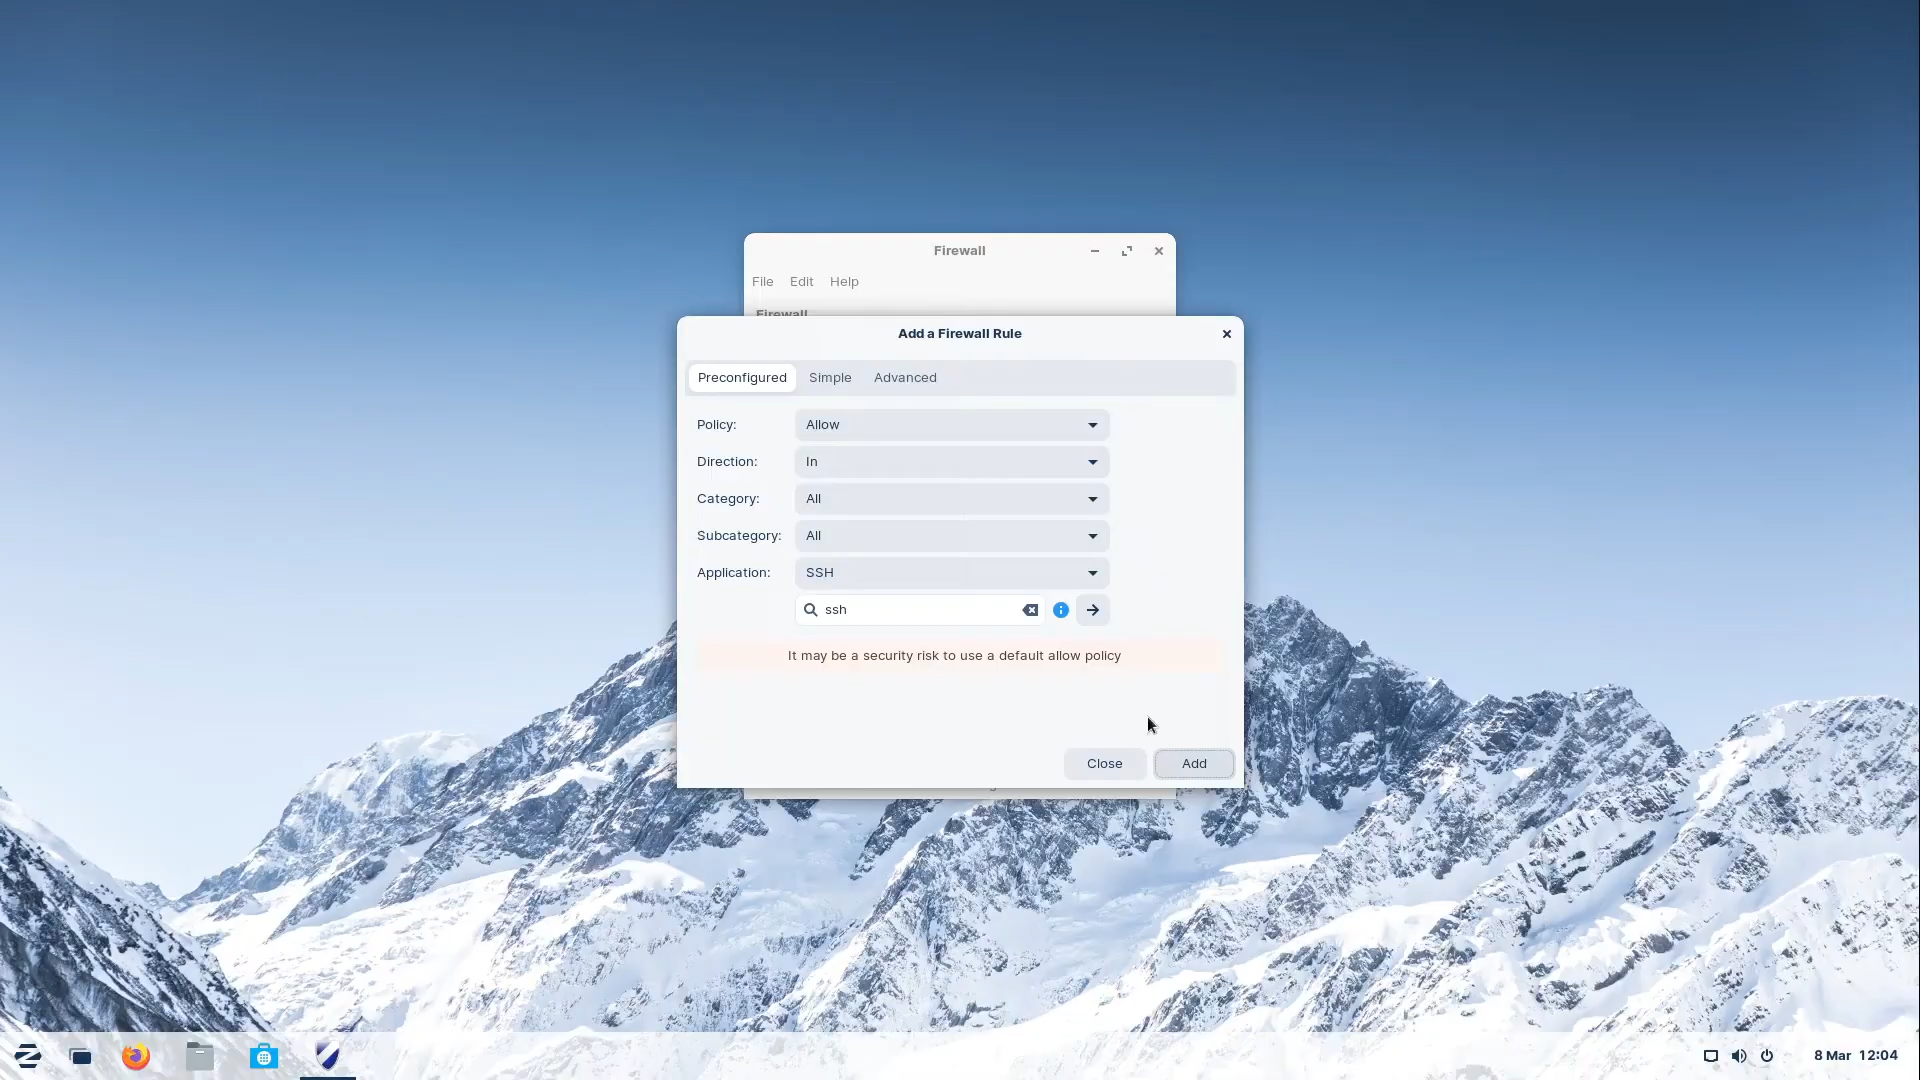 Firewall
File Edit Help
Firewall
Add a Firewall Rule
Preconfigured Simple Advanced
Policy: Allow
Direction: In
Category: All
Subcategory: All
Application: SSH
ssh
It may be a security risk to use a default allow policy
Close Add
8 Mar 12:04